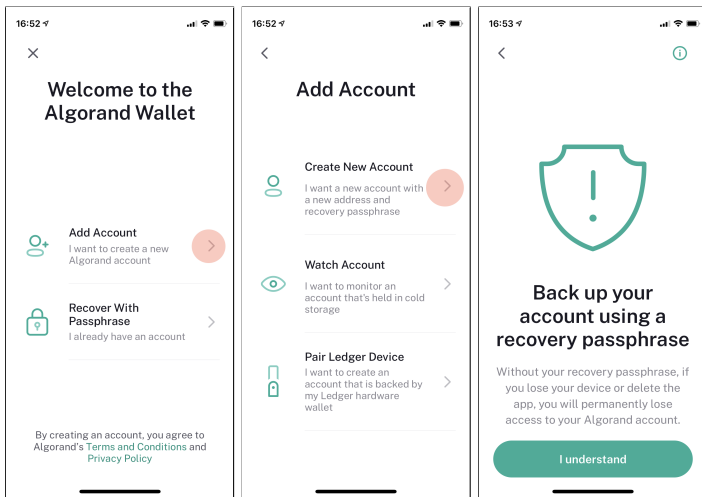 16:52
Welcome to the
Algorand Wallet
Add Account
I want to create a new
Algorand account
Recover With
Passphrase
I already have an account
By creating an account, you agree to
Algorand's Terms and Conditions and
Privacy Policy
16:52
Add Account
Create New Account
I want a new account with
a new address and
recovery passphrase
Watch Account
I want to monitor an
account that's held in cold
storage
Pair Ledger Device
I want to create an
account that is backed by
my Ledger hardware
wallet
16:53
Back up your
account using a
recovery passphrase
Without your recovery passphrase, if
you lose your device or delete the
app, you will permanently lose
access to your Algorand account.
I understand